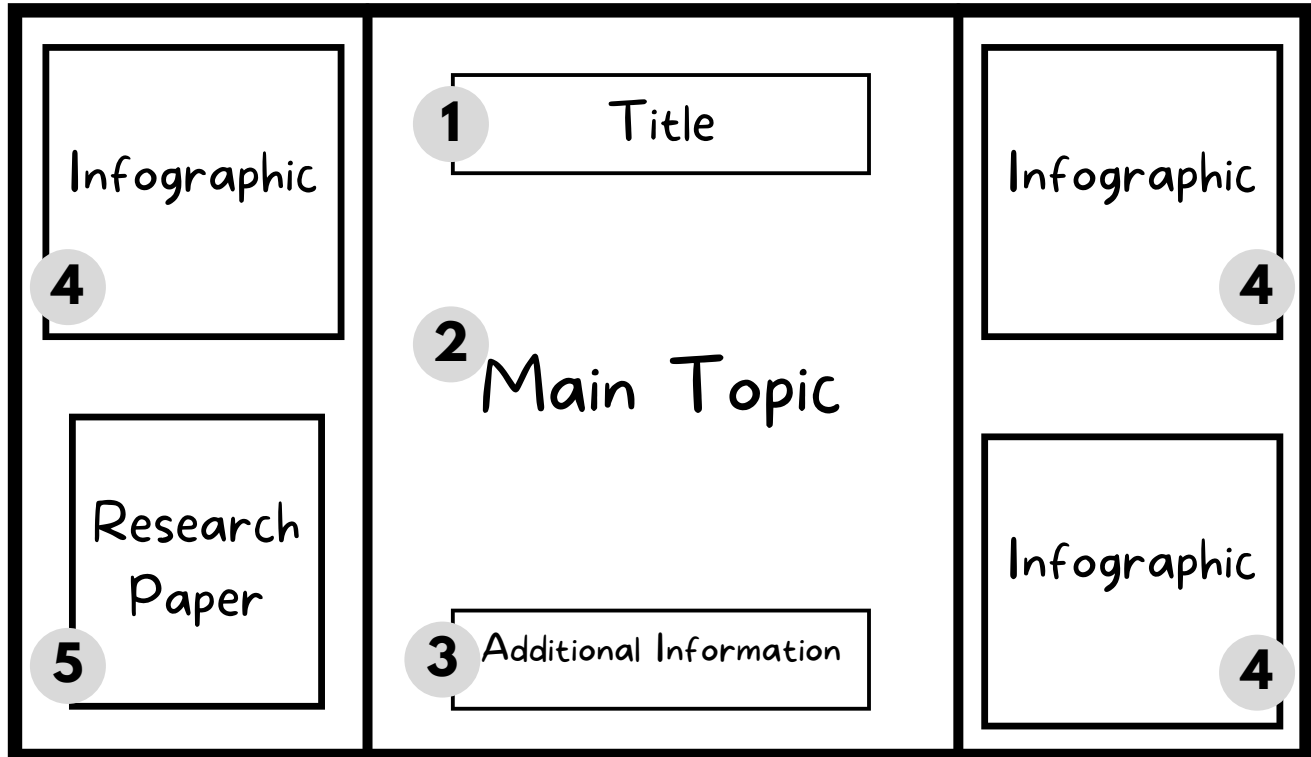 Infographic
4
Research
Paper
5
1
Title
2
Main Topic
3
Additional Information
Infographic
4
Infographic
4